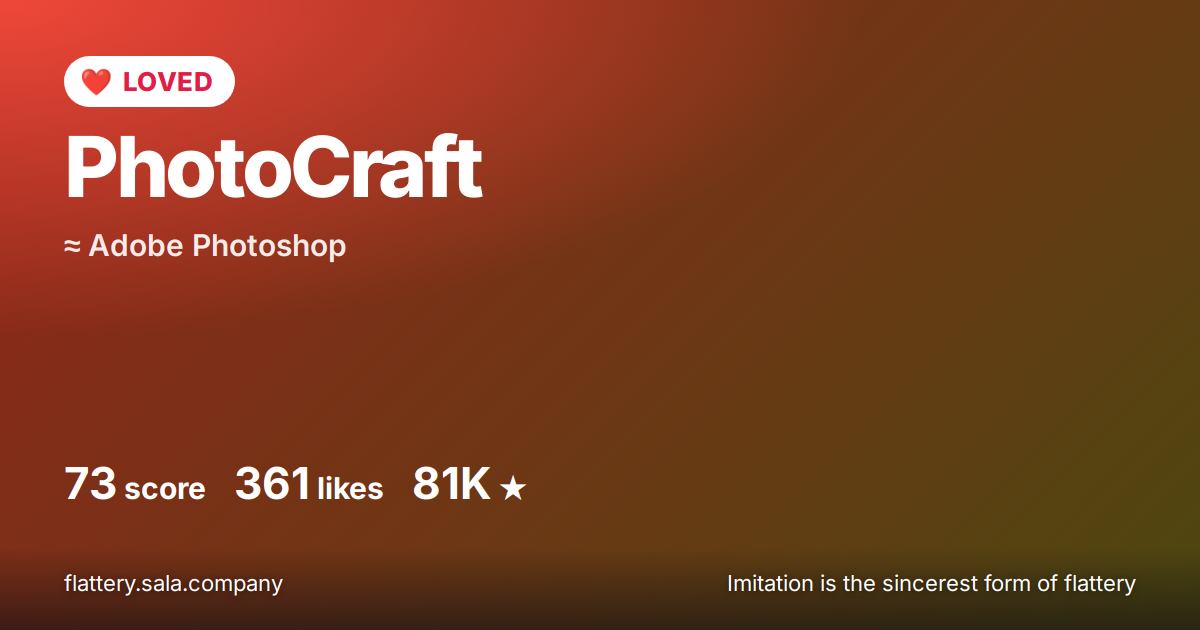 ❤️ LOVED
PhotoCraft
≈ Adobe Photoshop
73 score 361 likes 81K ★
flattery.sala.company
Imitation is the sincerest form of flattery